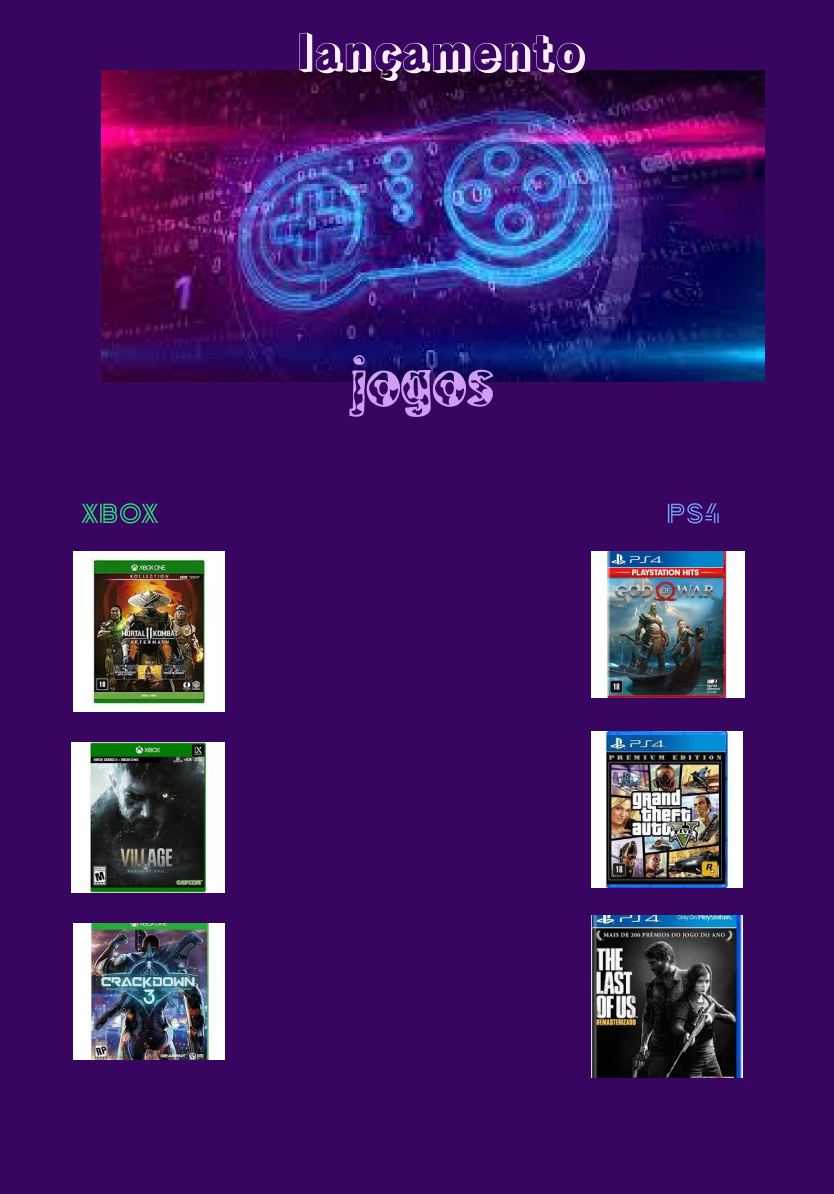 lançamento
jogos
XBOX
PS4
XBOX ONE
KOLLECTION
MORTAL KOMBAT 11
AFTERMATH
18
PS4
PLAYSTATION HITS
GOD OF WAR
18
XBOX
XBOX SERIES X • XBOX ONE
VILLAGE
RESIDENT EVIL
M
CAPCOM
PS4
PREMIUM EDITION
grand
theft
auto V
FIVE
18
R
XBOX ONE
CRACKDOWN
3
RP
PS4
Only On PlayStation.
MAIS DE 200 PRÊMIOS DO JOGO DO ANO
THE
LAST
OF US
REMASTERIZADO